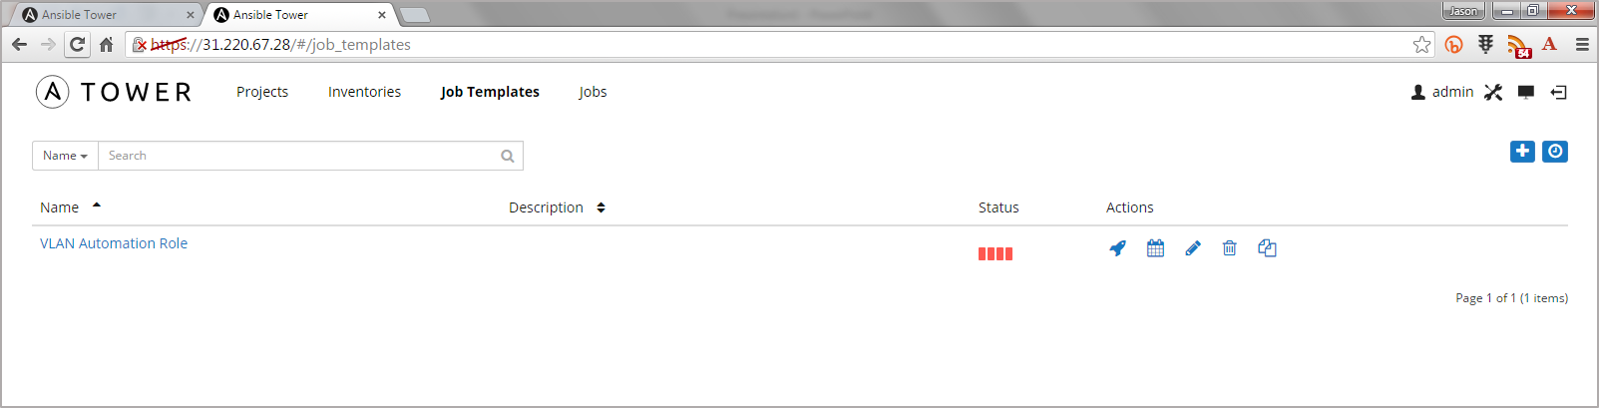 Ansible Tower Ansible Tower Jason
https://31.220.67.28/#/job_templates 54
A TOWER Projects Inventories Job Templates Jobs admin
Name Search
Name Description Status Actions
VLAN Automation Role
Page 1 of 1 (1 items)